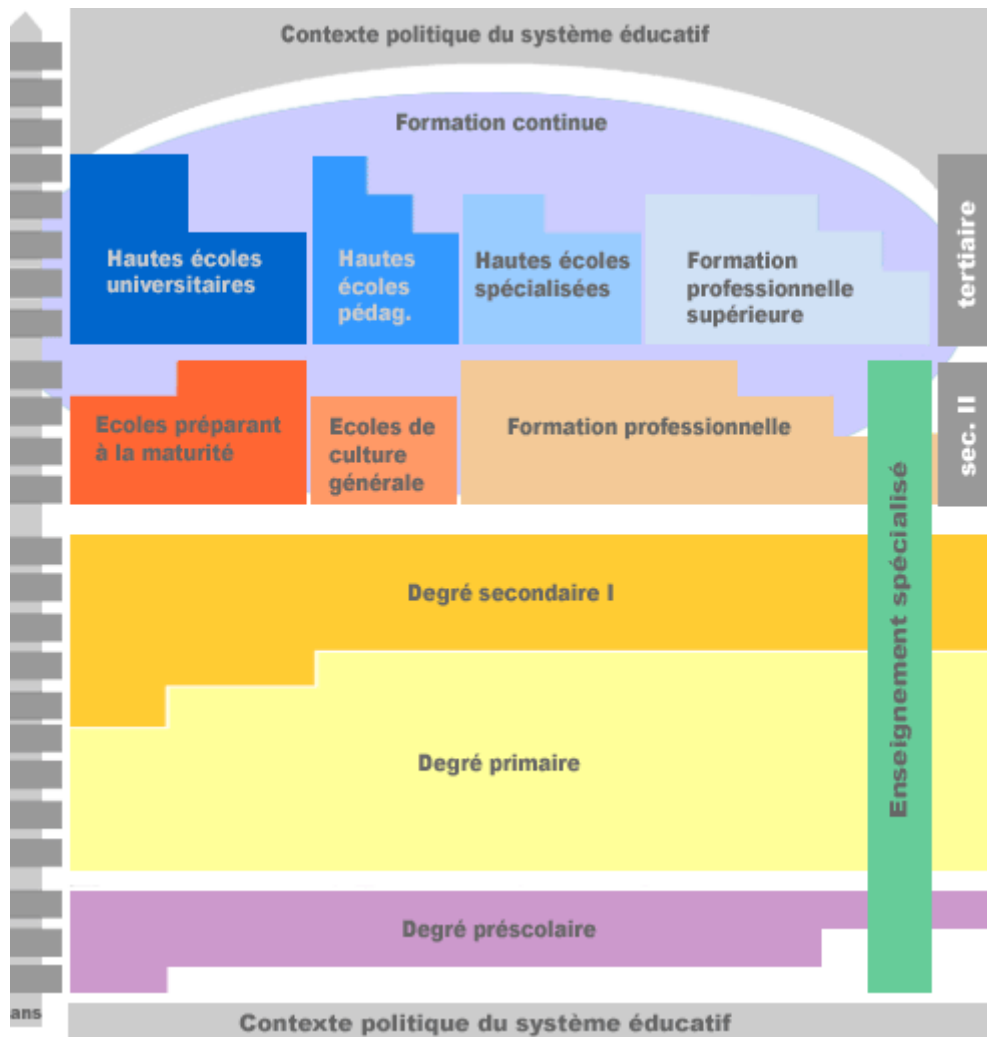 Contexte politique du système éducatif
Formation continue
Hautes écoles
universitaires
Hautes
écoles
pédag.
Hautes écoles
spécialisées
Formation
professionnelle
supérieure
tertiaire
Ecoles préparant
à la maturité
Ecoles de
culture
générale
Formation professionnelle
sec. II
Degré secondaire I
Enseignement spécialisé
Degré primaire
Degré préscolaire
ans
Contexte politique du système éducatif